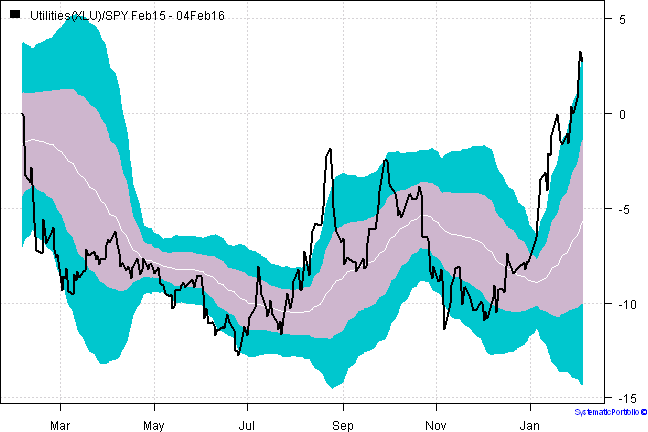 Utilities(XLU)/SPY Feb15 - 04Feb16
5
0
-5
-10
-15
Mar May Jul Sep Nov Jan
SystematicPortfolio ©